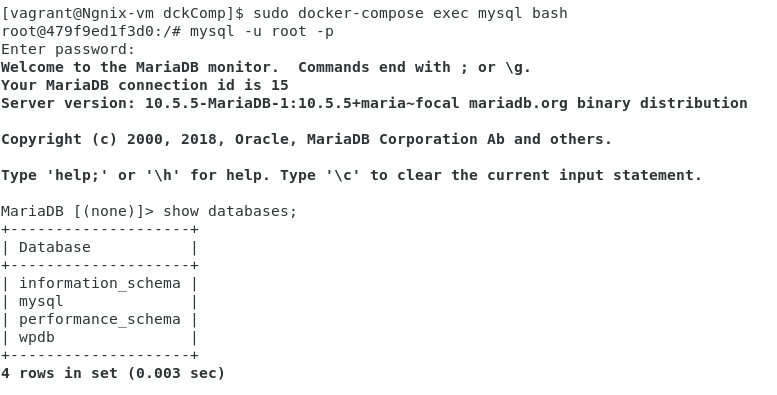 [vagrant@Ngnix-vm dckComp]$ sudo docker-compose exec mysql bash
root@479f9ed1f3d0:/# mysql -u root -p
Enter password:
Welcome to the MariaDB monitor.  Commands end with ; or \g.
Your MariaDB connection id is 15
Server version: 10.5.5-MariaDB-1:10.5.5+maria~focal mariadb.org binary distribution

Copyright (c) 2000, 2018, Oracle, MariaDB Corporation Ab and others.

Type 'help;' or '\h' for help. Type '\c' to clear the current input statement.

MariaDB [(none)]> show databases;
+--------------------+
| Database           |
+--------------------+
| information_schema |
| mysql              |
| performance_schema |
| wpdb               |
+--------------------+
4 rows in set (0.003 sec)